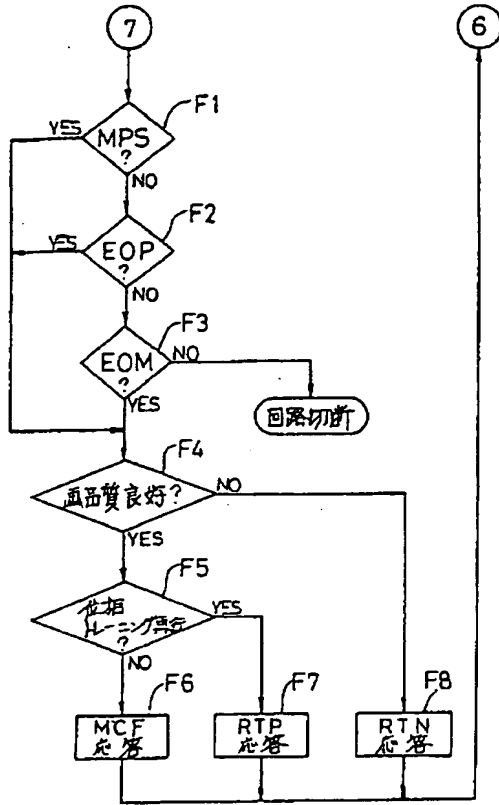 7
6
F1
YES
MPS
?
NO
F2
YES
EOP
?
NO
F3
EOM
?
NO
YES
回路切断
F4
画品質良好?
NO
YES
F5
位相
トレーニング再行
?
YES
NO
F6
MCF
応答
F7
RTP
応答
F8
RTN
応答